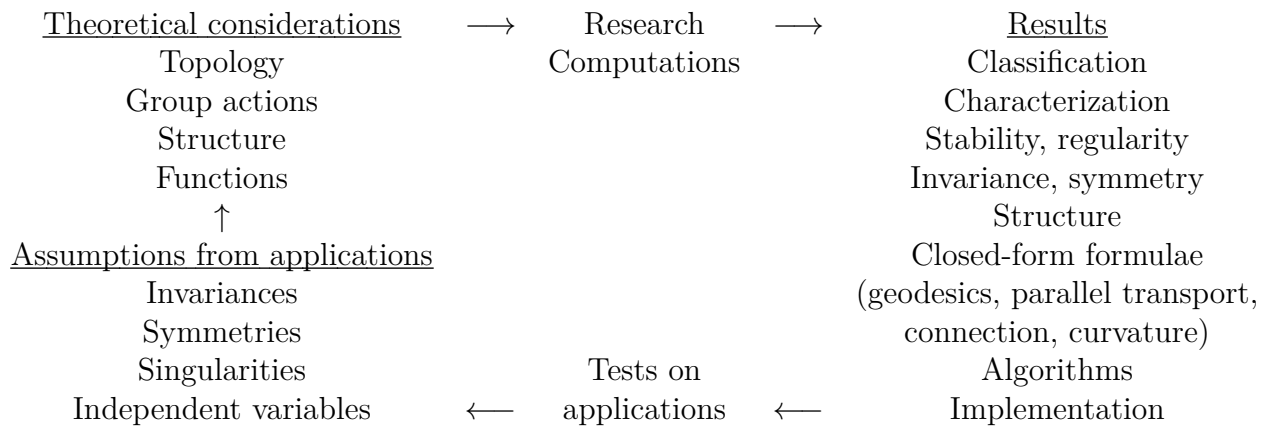 Theoretical considerations ⟶ Research ⟶ Results
Topology Computations Classification
Group actions Characterization
Structure Stability, regularity
Functions Invariance, symmetry
↑ Structure
Assumptions from applications Closed-form formulae
Invariances (geodesics, parallel transport,
Symmetries connection, curvature)
Singularities Tests on Algorithms
Independent variables ⟵ applications ⟵ Implementation